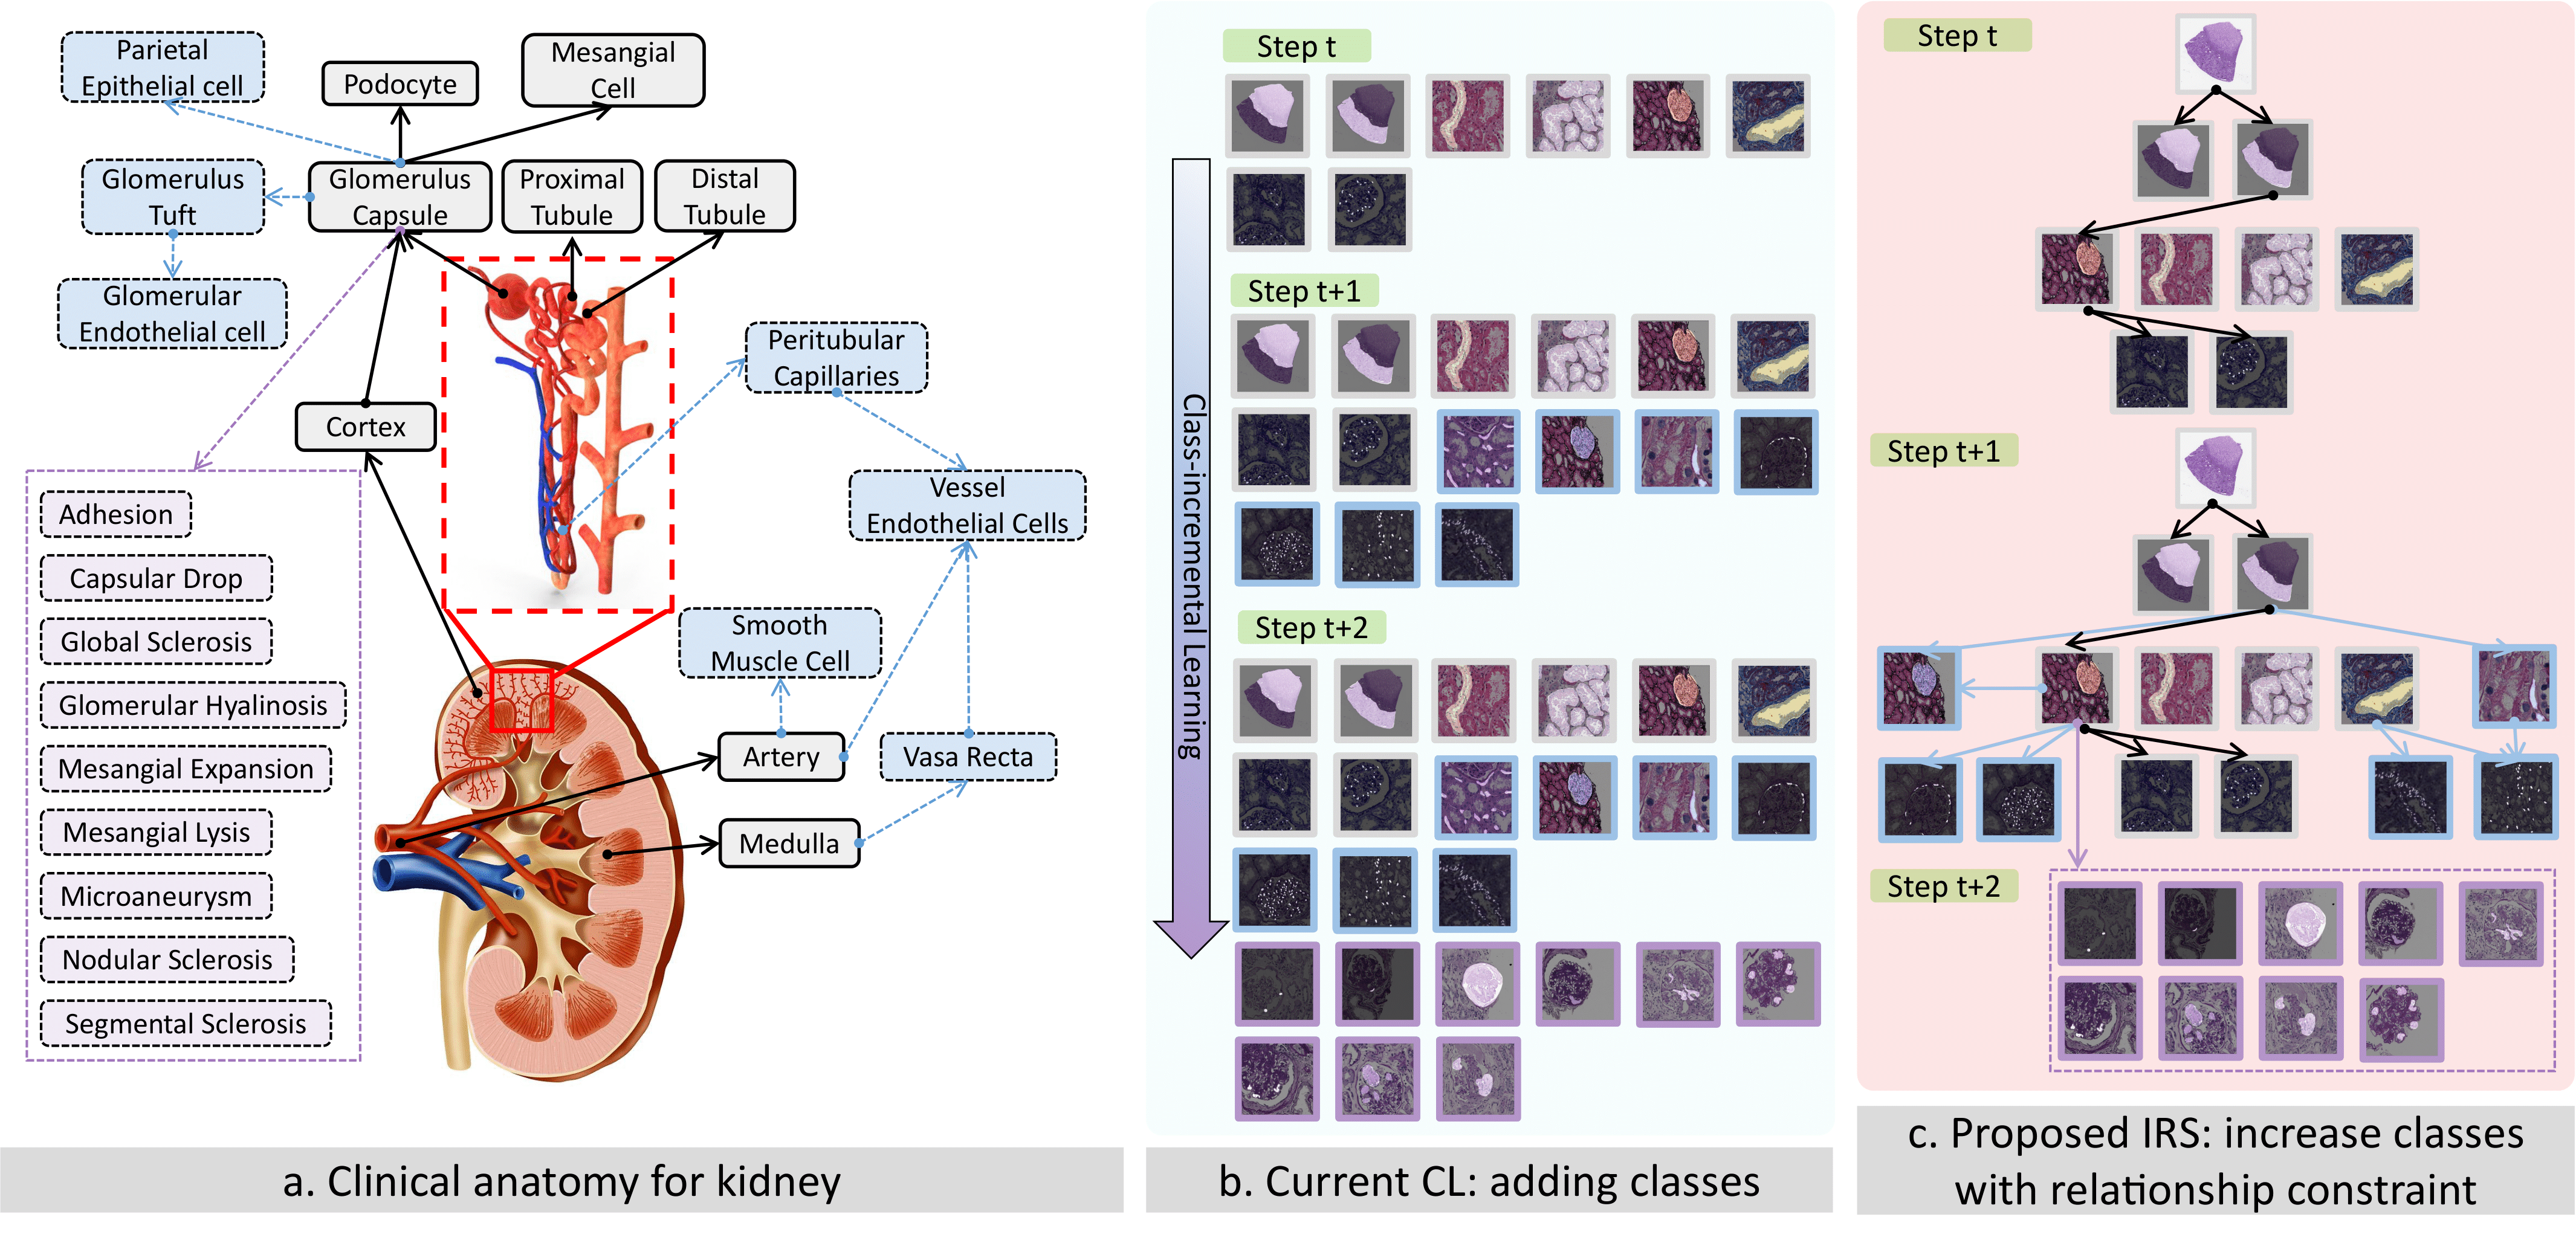 Parietal
Epithelial cell
Podocyte
Mesangial
Cell
Glomerulus
Tuft
Glomerulus
Capsule
Proximal
Tubule
Distal
Tubule
Glomerular
Endothelial cell
Peritubular
Capillaries
Cortex
Vessel
Endothelial Cells
Adhesion
Capsular Drop
Global Sclerosis
Glomerular Hyalinosis
Mesangial Expansion
Mesangial Lysis
Microaneurysm
Nodular Sclerosis
Segmental Sclerosis
Smooth
Muscle Cell
Artery
Vasa Recta
Medulla
a. Clinical anatomy for kidney
Step t
Step t+1
Step t+2
Class-incremental Learning
b. Current CL: adding classes
Step t
Step t+1
Step t+2
c. Proposed IRS: increase classes
with relationship constraint